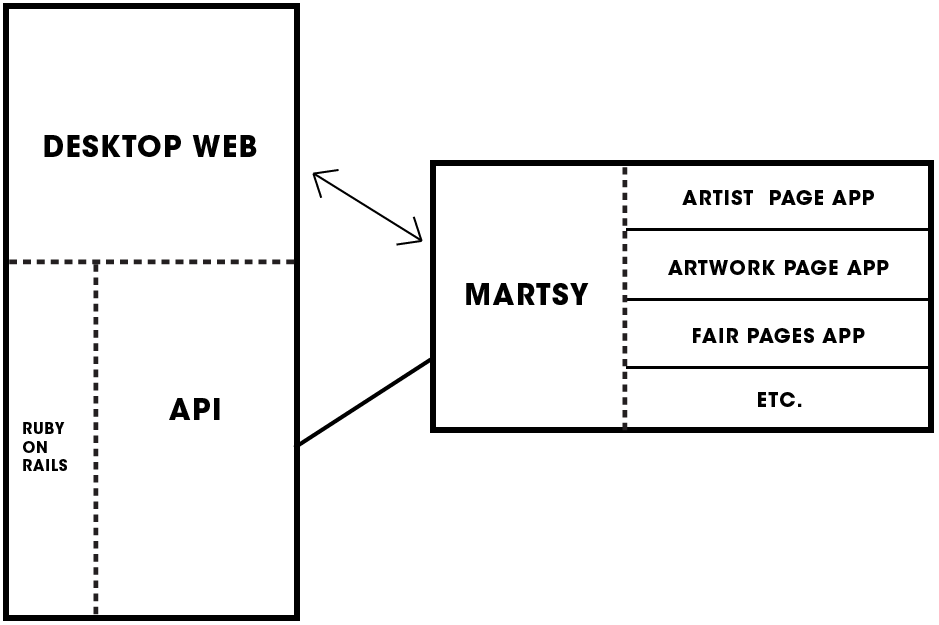 DESKTOP WEB
RUBY
ON
RAILS
API
MARTSY
ARTIST PAGE APP
ARTWORK PAGE APP
FAIR PAGES APP
ETC.